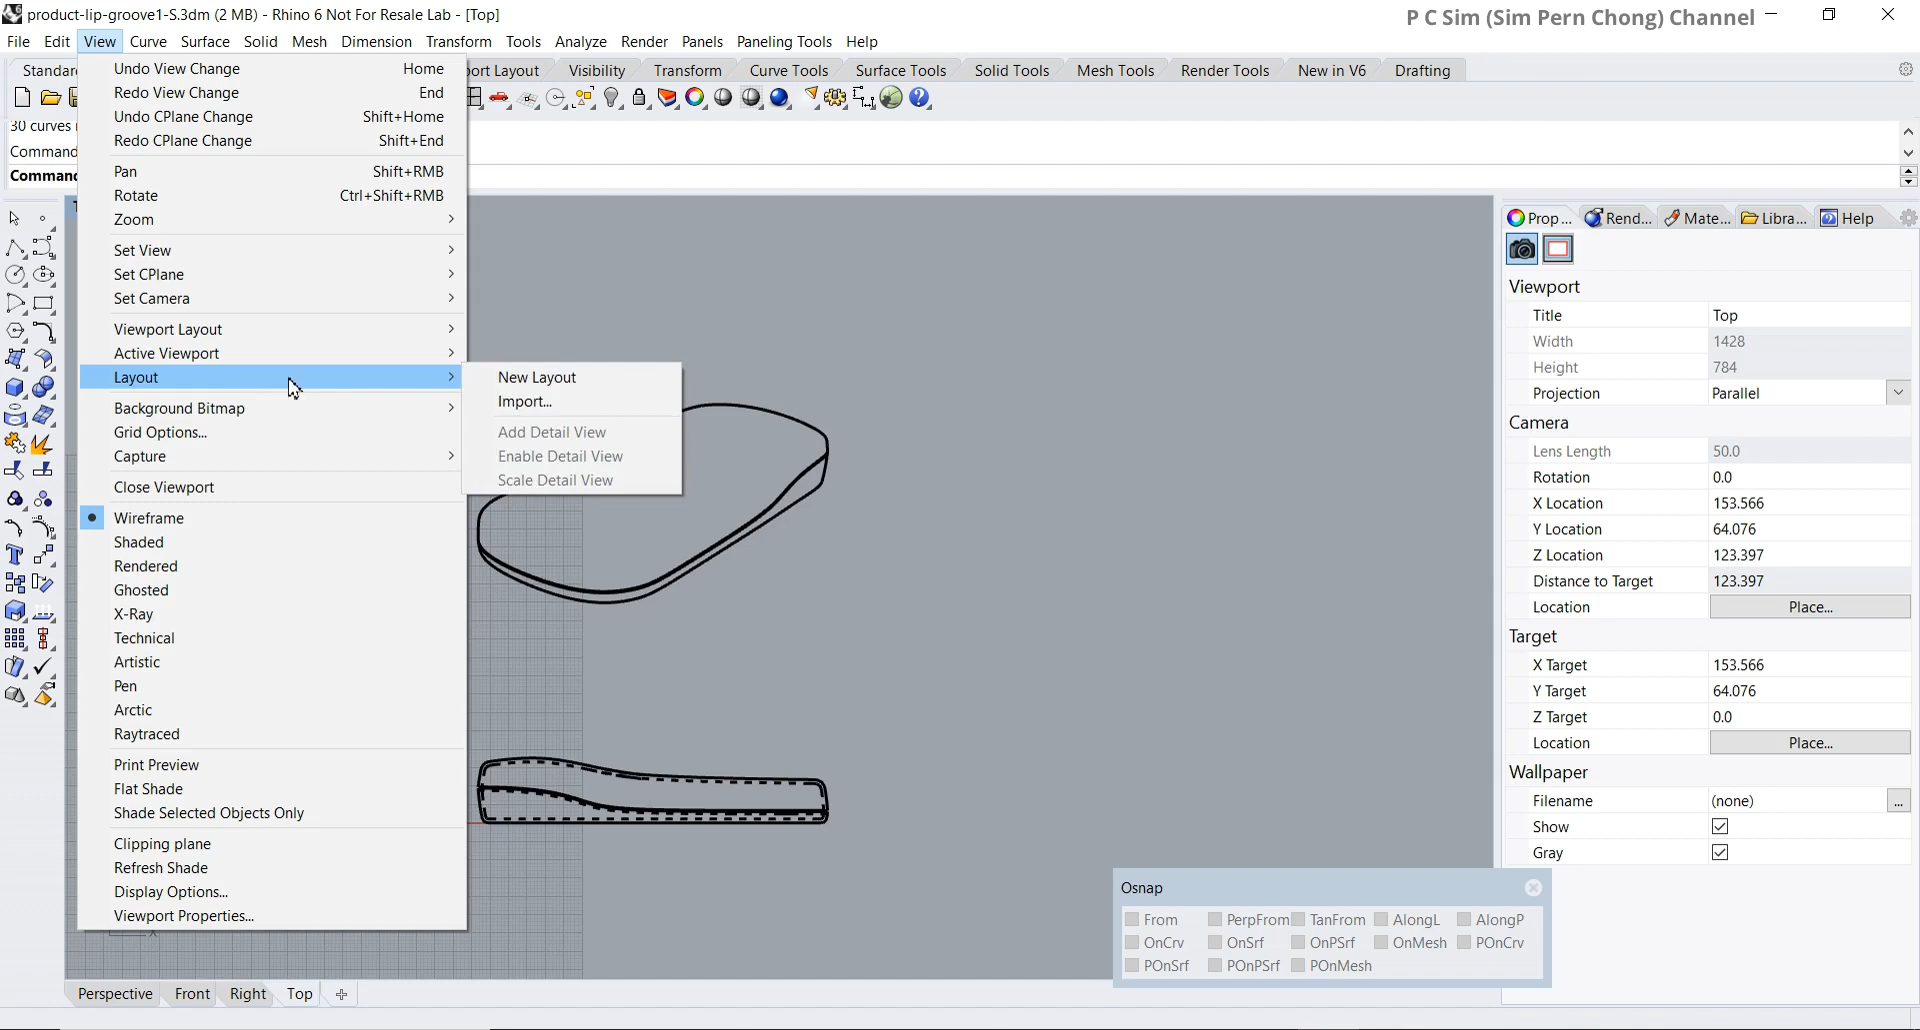 product-lip-groove1-S.3dm (2 MB) - Rhino 6 Not For Resale Lab - [Top]
P C Sim (Sim Pern Chong) Channel
File Edit View Curve Surface Solid Mesh Dimension Transform Tools Analyze Render Panels Paneling Tools Help
Standard
ort Layout Visibility Transform Curve Tools Surface Tools Solid Tools Mesh Tools Render Tools New in V6 Drafting
30 curves
Command
Command
Undo View Change Home
Redo View Change End
Undo CPlane Change Shift+Home
Redo CPlane Change Shift+End
Pan Shift+RMB
Rotate Ctrl+Shift+RMB
Zoom
Set View
Set CPlane
Set Camera
Viewport Layout
Active Viewport
Layout
Background Bitmap
Grid Options...
Capture
Close Viewport
Wireframe
Shaded
Rendered
Ghosted
X-Ray
Technical
Artistic
Pen
Arctic
Raytraced
Print Preview
Flat Shade
Shade Selected Objects Only
Clipping plane
Refresh Shade
Display Options...
Viewport Properties...
New Layout
Import...
Add Detail View
Enable Detail View
Scale Detail View
x
Prop... Rend... Mate... Libra... Help
Viewport
Title Top
Width 1428
Height 784
Projection Parallel
Camera
Lens Length 50.0
Rotation 0.0
X Location 153.566
Y Location 64.076
Z Location 123.397
Distance to Target 123.397
Location Place...
Target
X Target 153.566
Y Target 64.076
Z Target 0.0
Location Place...
Wallpaper
Filename (none) ...
Show
Gray
Osnap
From PerpFrom TanFrom AlongL AlongP
OnCrv OnSrf OnPSrf OnMesh POnCrv
POnSrf POnPSrf POnMesh
Perspective Front Right Top